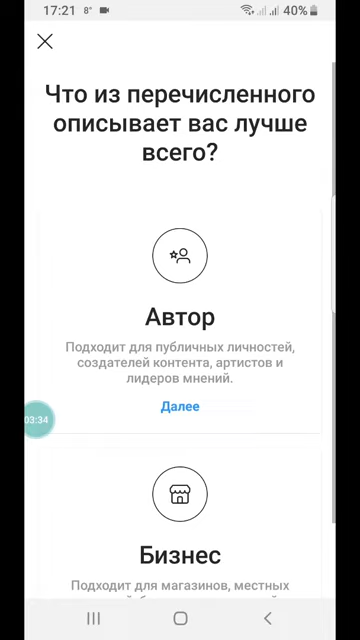 17:21 8° 40%
Что из перечисленного
описывает вас лучше
всего?
Автор
Подходит для публичных личностей,
создателей контента, артистов и
лидеров мнений.
Далее
03:34
Бизнес
Подходит для магазинов, местных